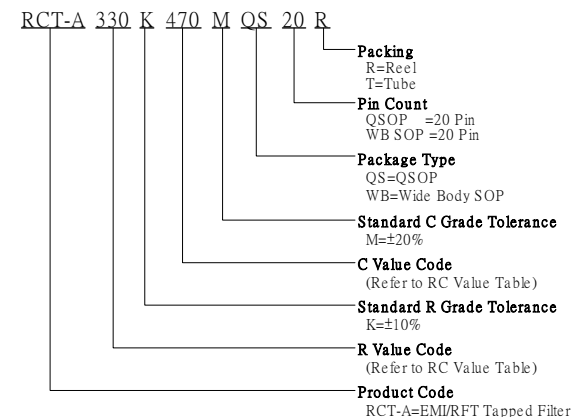 RCT-A 330 K 470 M QS 20 R
Packing
R=Reel
T=Tube
Pin Count
QSOP =20 Pin
WB SOP =20 Pin
Package Type
QS=QSOP
WB=Wide Body SOP
Standard C Grade Tolerance
M=±20%
C Value Code
(Refer to RC Value Table)
Standard R Grade Tolerance
K=±10%
R Value Code
(Refer to RC Value Table)
Product Code
RCT-A=EMI/RFT Tapped Filter